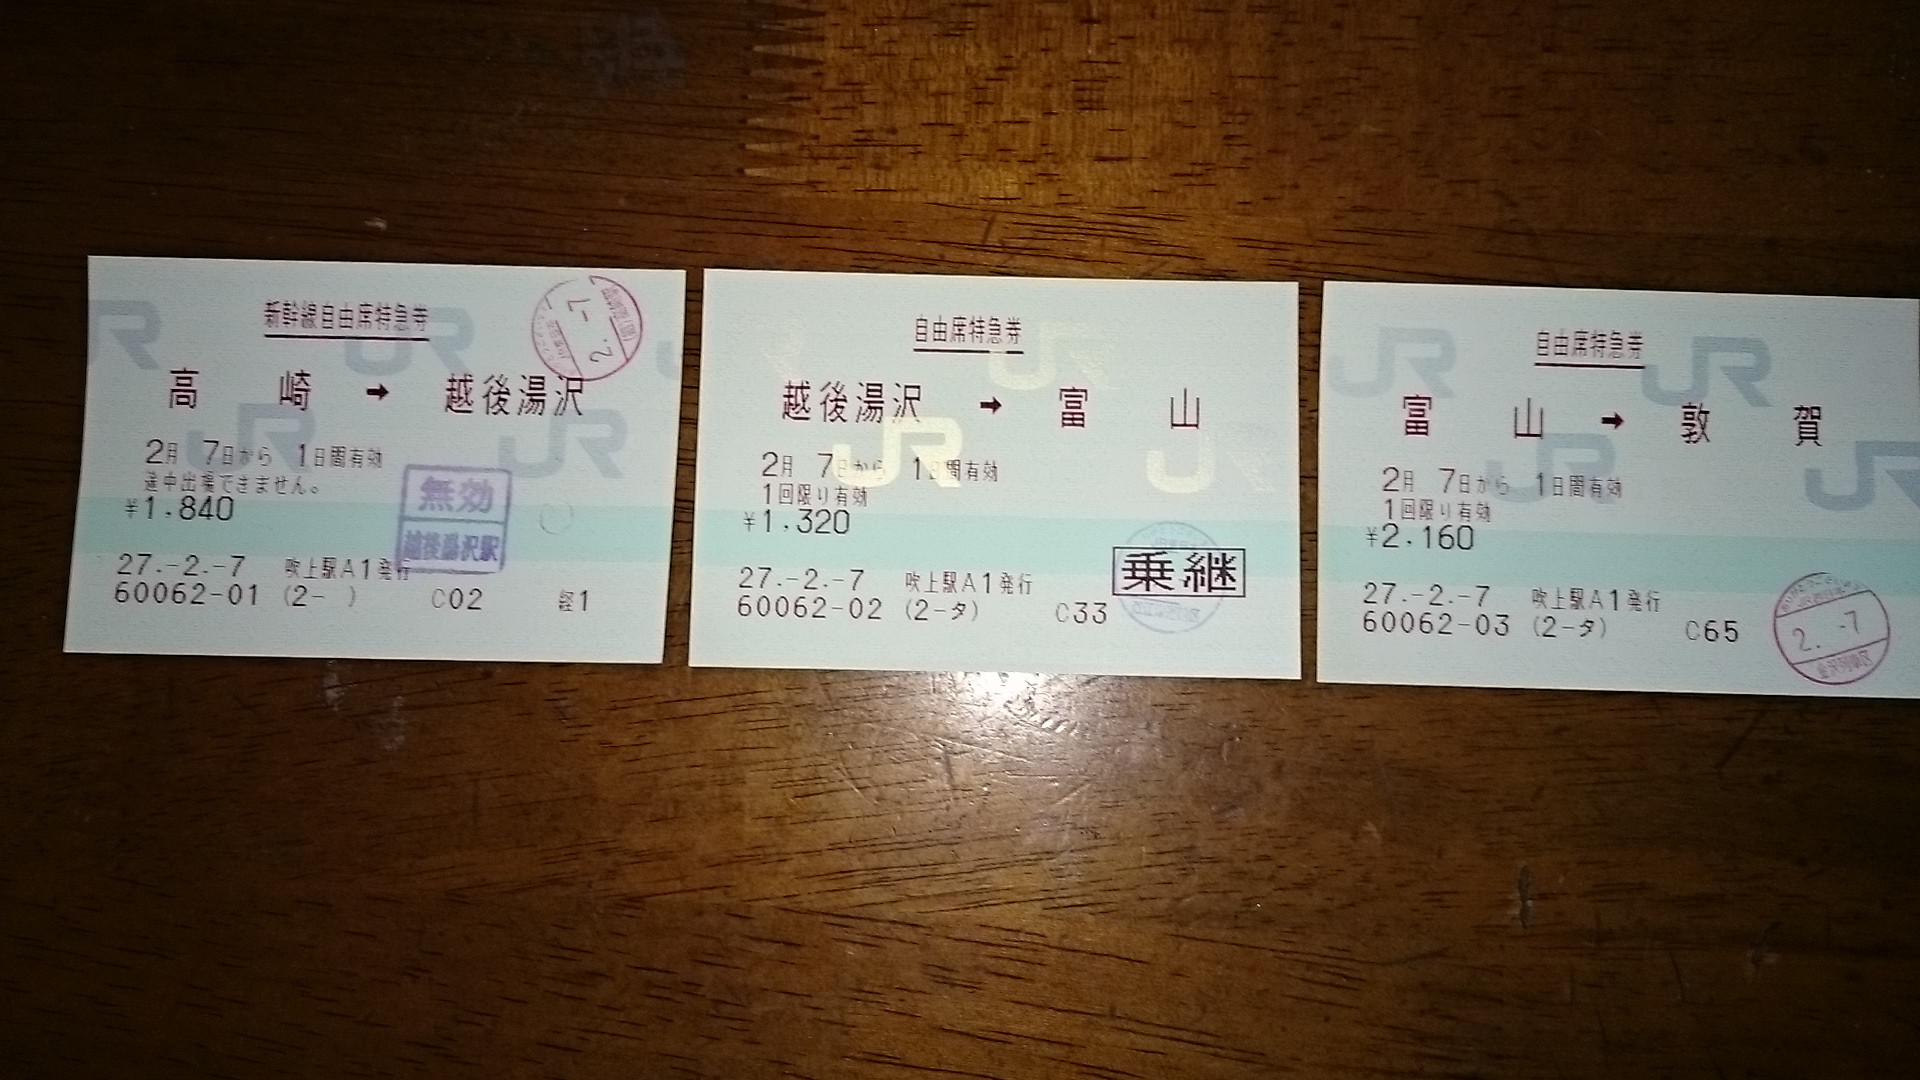 新幹線自由席特急券
高崎 ➡ 越後湯沢
2月 7日から 1日間有効
途中出場できません。
¥1,840
無効
越後湯沢駅
27.-2.-7 吹上駅A1発行
60062-01 (2- ) C02 経1
2.-7
自由席特急券
越後湯沢 ➡ 富山
2月 7日から 1日間有効
1回限り有効
¥1,320
乗継
27.-2.-7 吹上駅A1発行
60062-02 (2-タ) C33
自由席特急券
富山 ➡ 敦賀
2月 7日から 1日間有効
1回限り有効
¥2,160
27.-2.-7 吹上駅A1発行
60062-03 (2-タ) C65
2.-7
金沢列車区